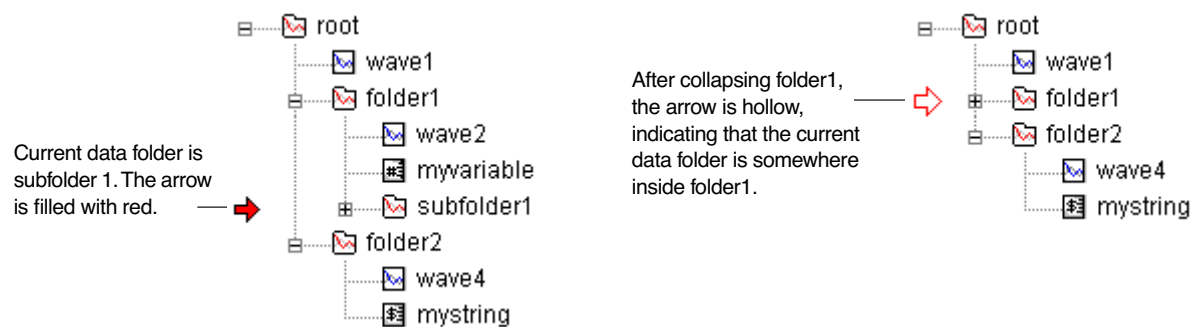 root
wave1
folder1
wave2
myvariable
subfolder1
folder2
wave4
mystring
Current data folder is
subfolder 1. The arrow
is filled with red.
After collapsing folder1,
the arrow is hollow,
indicating that the current
data folder is somewhere
inside folder1.
root
wave1
folder1
folder2
wave4
mystring